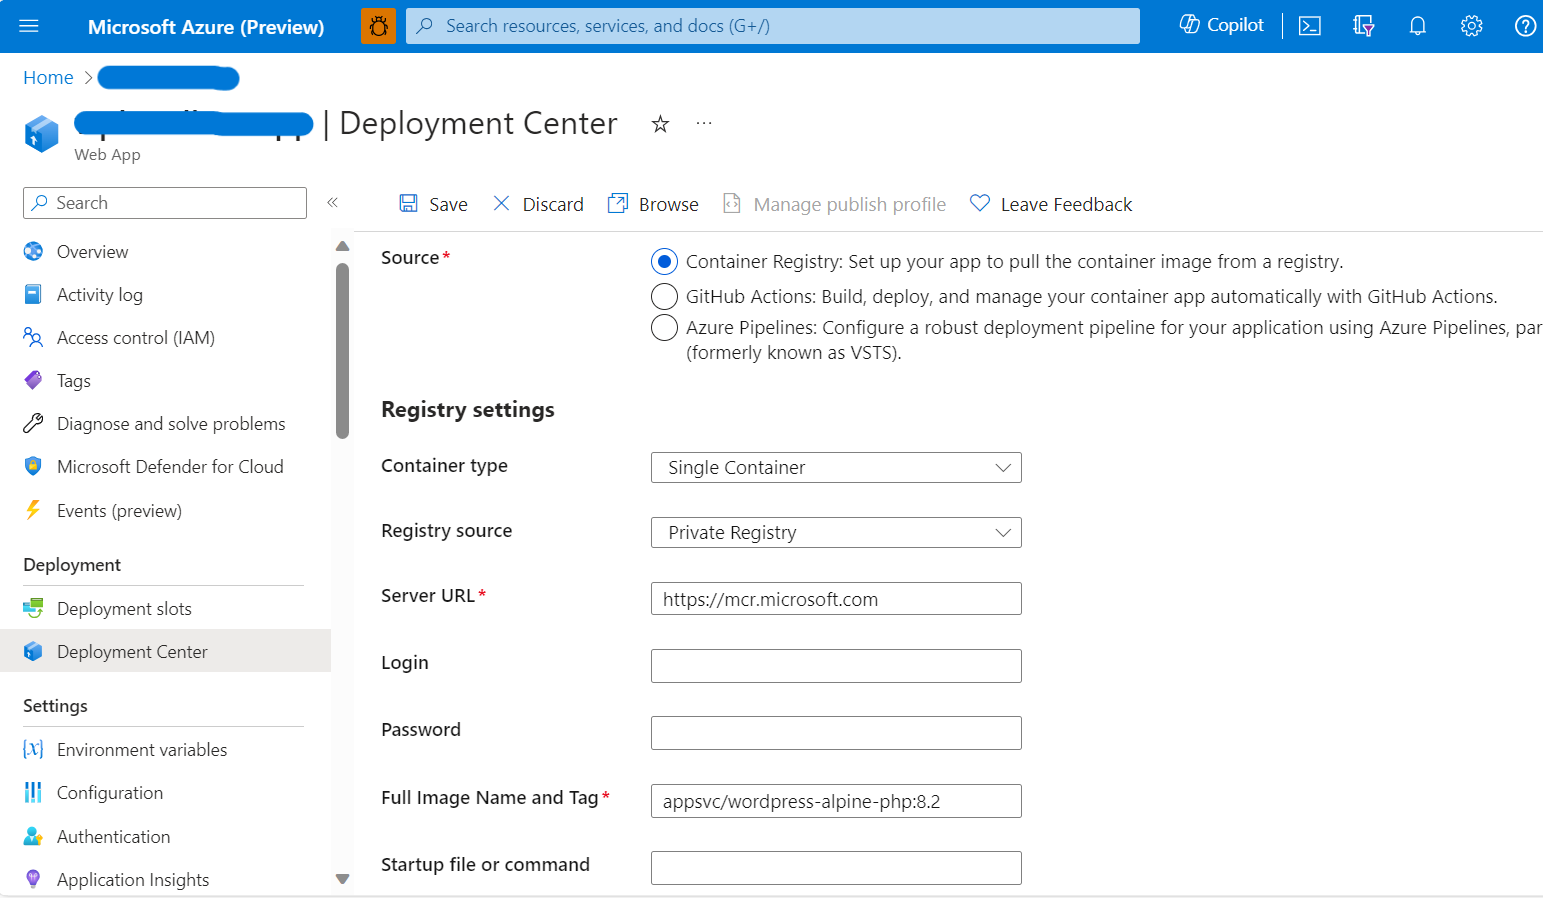 Microsoft Azure (Preview)
Search resources, services, and docs (G+/)
Copilot
Home >
| Deployment Center
Web App
Search
Save
Discard
Browse
Manage publish profile
Leave Feedback
Overview
Activity log
Access control (IAM)
Tags
Diagnose and solve problems
Microsoft Defender for Cloud
Events (preview)
Deployment
Deployment slots
Deployment Center
Settings
Environment variables
Configuration
Authentication
Application Insights
Source*
Container Registry: Set up your app to pull the container image from a registry.
GitHub Actions: Build, deploy, and manage your container app automatically with GitHub Actions.
Azure Pipelines: Configure a robust deployment pipeline for your application using Azure Pipelines, par
(formerly known as VSTS).
Registry settings
Container type
Single Container
Registry source
Private Registry
Server URL*
https://mcr.microsoft.com
Login
Password
Full Image Name and Tag*
appsvc/wordpress-alpine-php:8.2
Startup file or command